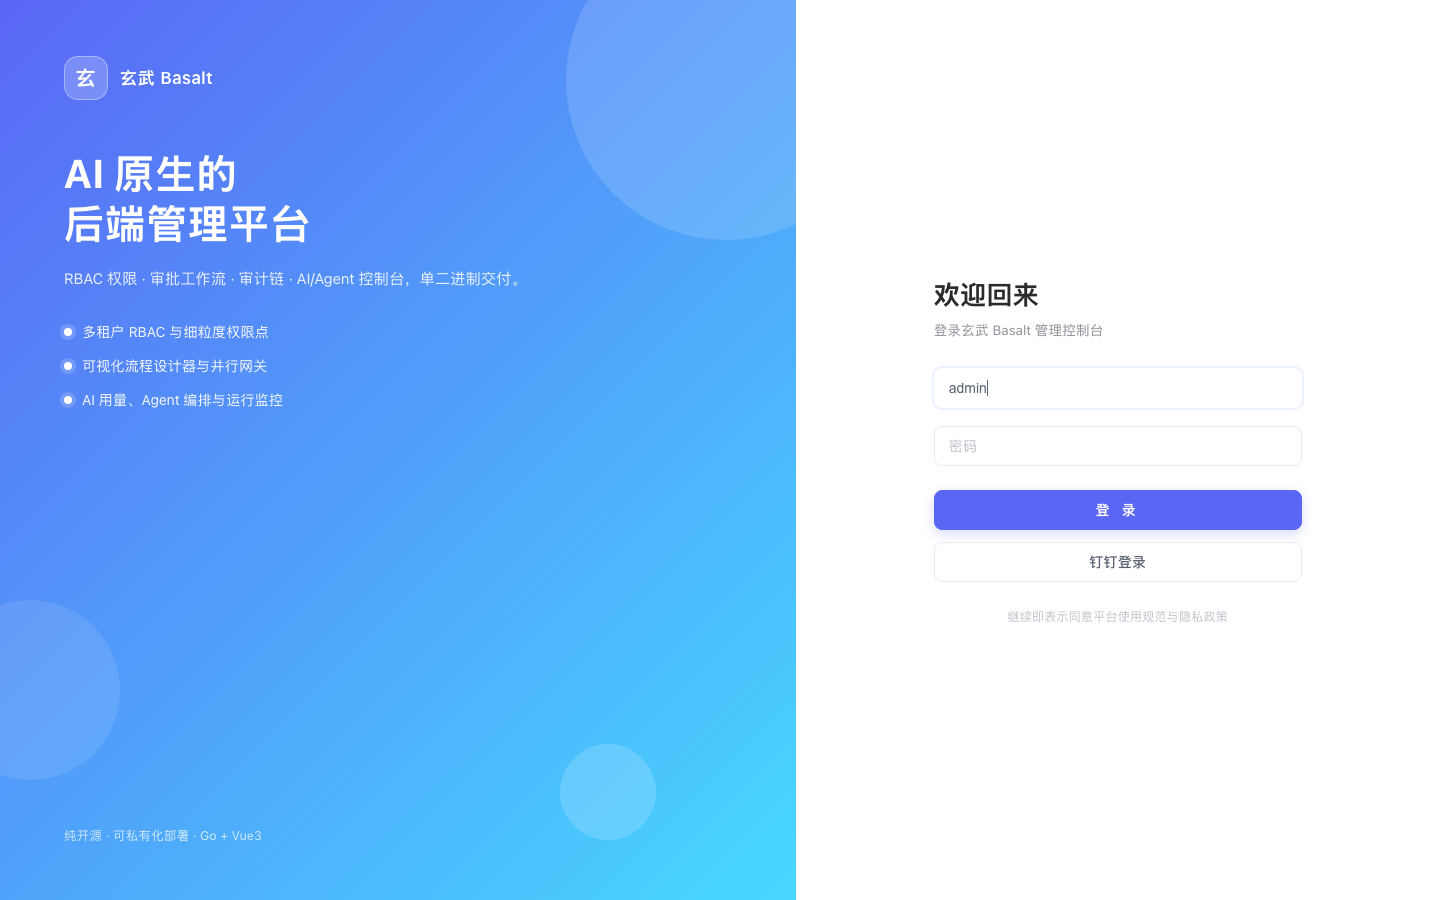 玄
玄武 Basalt
AI 原生的
后端管理平台
RBAC 权限 · 审批工作流 · 审计链 · AI/Agent 控制台，单二进制交付。
多租户 RBAC 与细粒度权限点
可视化流程设计器与并行网关
AI 用量、Agent 编排与运行监控
纯开源 · 可私有化部署 · Go + Vue3
欢迎回来
登录玄武 Basalt 管理控制台
admin
密码
登 录
钉钉登录
继续即表示同意平台使用规范与隐私政策